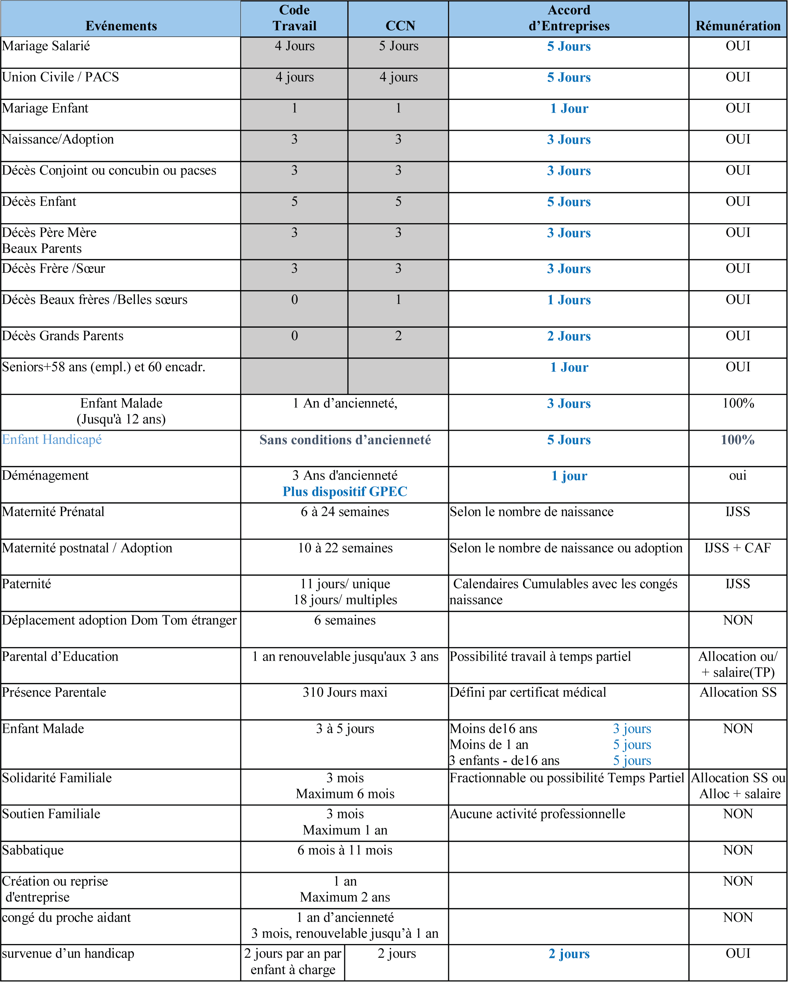 Evénements Code Travail CCN Accord d’Entreprises Rémunération
Mariage Salarié 4 Jours 5 Jours 5 Jours OUI
Union Civile / PACS 4 jours 4 jours 5 Jours OUI
Mariage Enfant 1 1 1 Jour OUI
Naissance/Adoption 3 3 3 Jours OUI
Décès Conjoint ou concubin ou pacses 3 3 3 Jours OUI
Décès Enfant 5 5 5 Jours OUI
Décès Père Mère 3 3 3 Jours OUI
Beaux Parents
Décès Frère /Sœur 3 3 3 Jours OUI
Décès Beaux frères /Belles sœurs 0 1 1 Jours OUI
Décès Grands Parents 0 2 2 Jours OUI
Seniors+58 ans (empl.) et 60 encadr. 1 Jour OUI
Enfant Malade 1 An d’ancienneté, 3 Jours 100%
(Jusqu'à 12 ans)
Enfant Handicapé Sans conditions d’ancienneté 5 Jours 100%
Déménagement 3 Ans d'ancienneté 1 jour oui
Plus dispositif GPEC
Maternité Prénatal 6 à 24 semaines Selon le nombre de naissance IJSS
Maternité postnatal / Adoption 10 à 22 semaines Selon le nombre de naissance ou adoption IJSS + CAF
Paternité 11 jours/ unique Calendaires Cumulables avec les congés IJSS
18 jours/ multiples naissance
Déplacement adoption Dom Tom étranger 6 semaines NON
Parental d’Education 1 an renouvelable jusqu'aux 3 ans Possibilité travail à temps partiel Allocation ou/
+ salaire(TP)
Présence Parentale 310 Jours maxi Défini par certificat médical Allocation SS
Enfant Malade 3 à 5 jours Moins de16 ans 3 jours NON
Moins de 1 an 5 jours
3 enfants - de16 ans 5 jours
Solidarité Familiale 3 mois Fractionnable ou possibilité Temps Partiel Allocation SS ou
Maximum 6 mois Alloc + salaire
Soutien Familiale 3 mois Aucune activité professionnelle NON
Maximum 1 an
Sabbatique 6 mois à 11 mois NON
Création ou reprise 1 an NON
d'entreprise Maximum 2 ans
congé du proche aidant 1 an d’ancienneté NON
3 mois, renouvelable jusqu’à 1 an
survenue d’un handicap 2 jours par an par 2 jours 2 jours OUI
enfant à charge